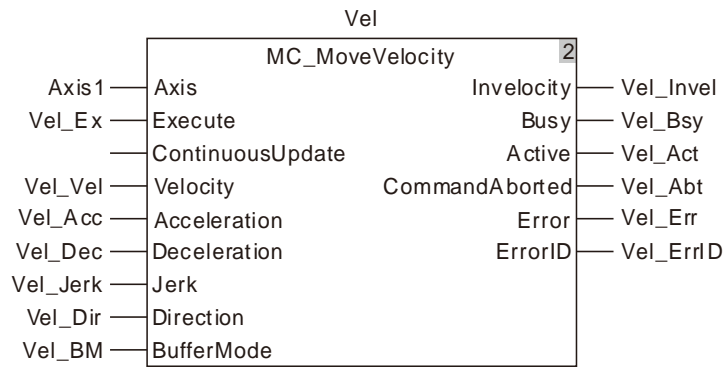 Vel
MC_MoveVelocity 2
Axis1 Axis Invelocity Vel_Invel
Vel_Ex Execute Busy Vel_Bsy
ContinuousUpdate Active Vel_Act
Vel_Vel Velocity CommandAborted Vel_Abt
Vel_Acc Acceleration Error Vel_Err
Vel_Dec Deceleration ErrorID Vel_ErrID
Vel_Jerk Jerk
Vel_Dir Direction
Vel_BM BufferMode